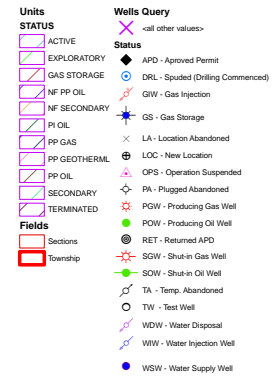 Units
STATUS
ACTIVE
EXPLORATORY
GAS STORAGE
NF PP OIL
NF SECONDARY
PI OIL
PP GAS
PP GEOTHERML
PP OIL
SECONDARY
TERMINATED
Fields
Sections
Township
Wells Query
<all other values>
Status
APD - Aproved Permit
DRL - Spuded (Drilling Commenced)
GIW - Gas Injection
GS - Gas Storage
LA - Location Abandoned
LOC - New Location
OPS - Operation Suspended
PA - Plugged Abandoned
PGW - Producing Gas Well
POW - Producing Oil Well
RET - Returned APD
SGW - Shut-in Gas Well
SOW - Shut-in Oil Well
TA - Temp. Abandoned
TW - Test Well
WDW - Water Disposal
WIW - Water Injection Well
WSW - Water Supply Well